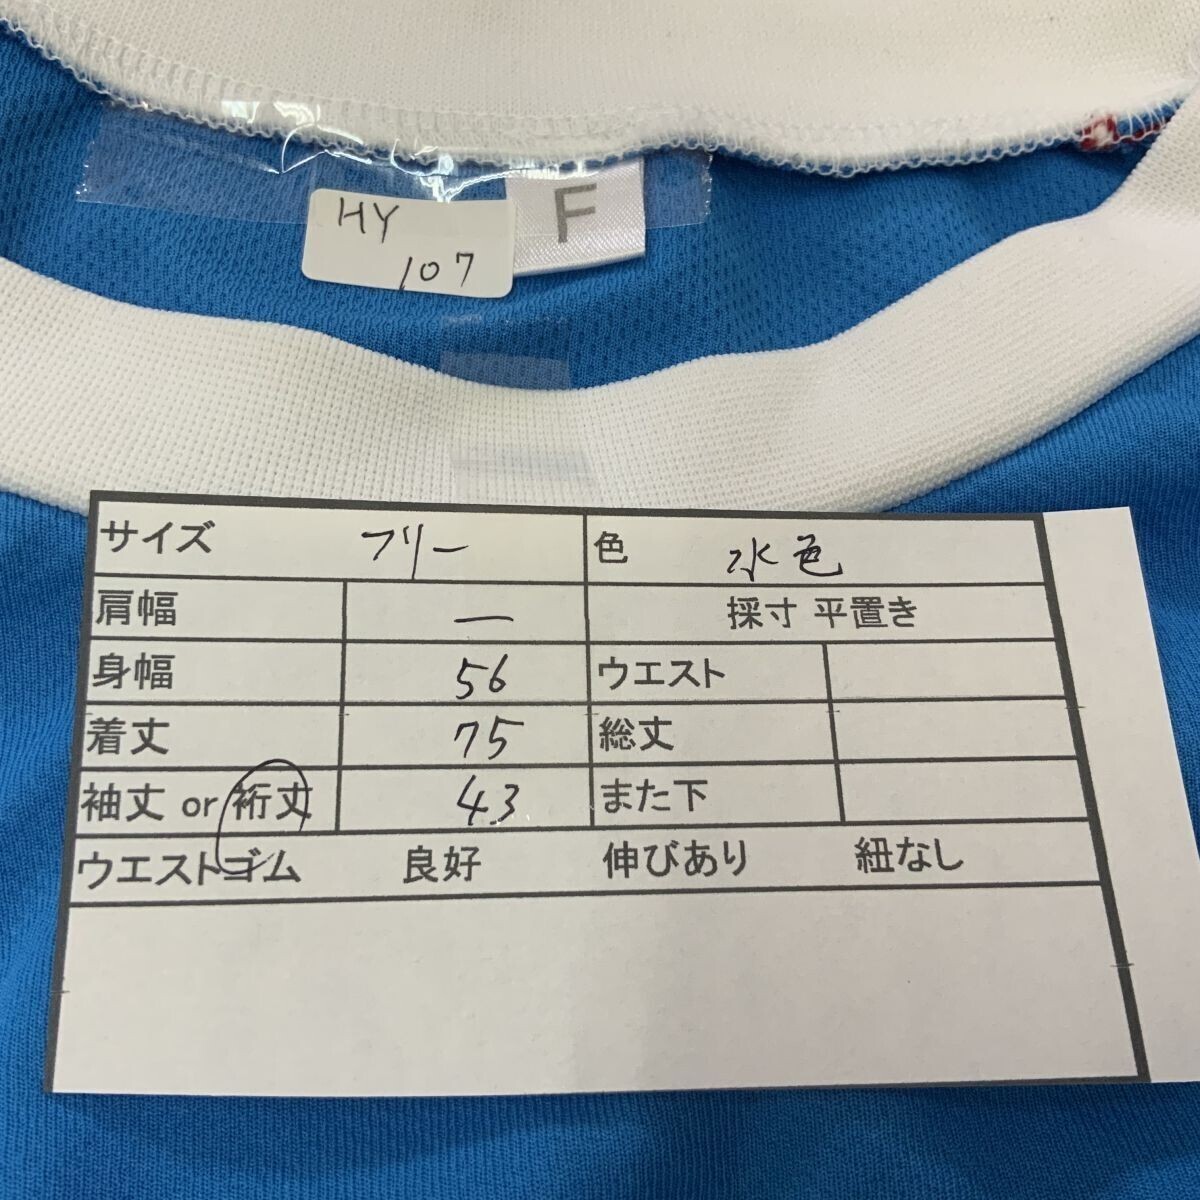 HY
107
F
サイズ フリー 色 水色
肩幅 — 採寸 平置き
身幅 56 ウエスト
着丈 75 総丈
袖丈 or 裄丈 43 また下
ウエストゴム 良好 伸びあり 紐なし